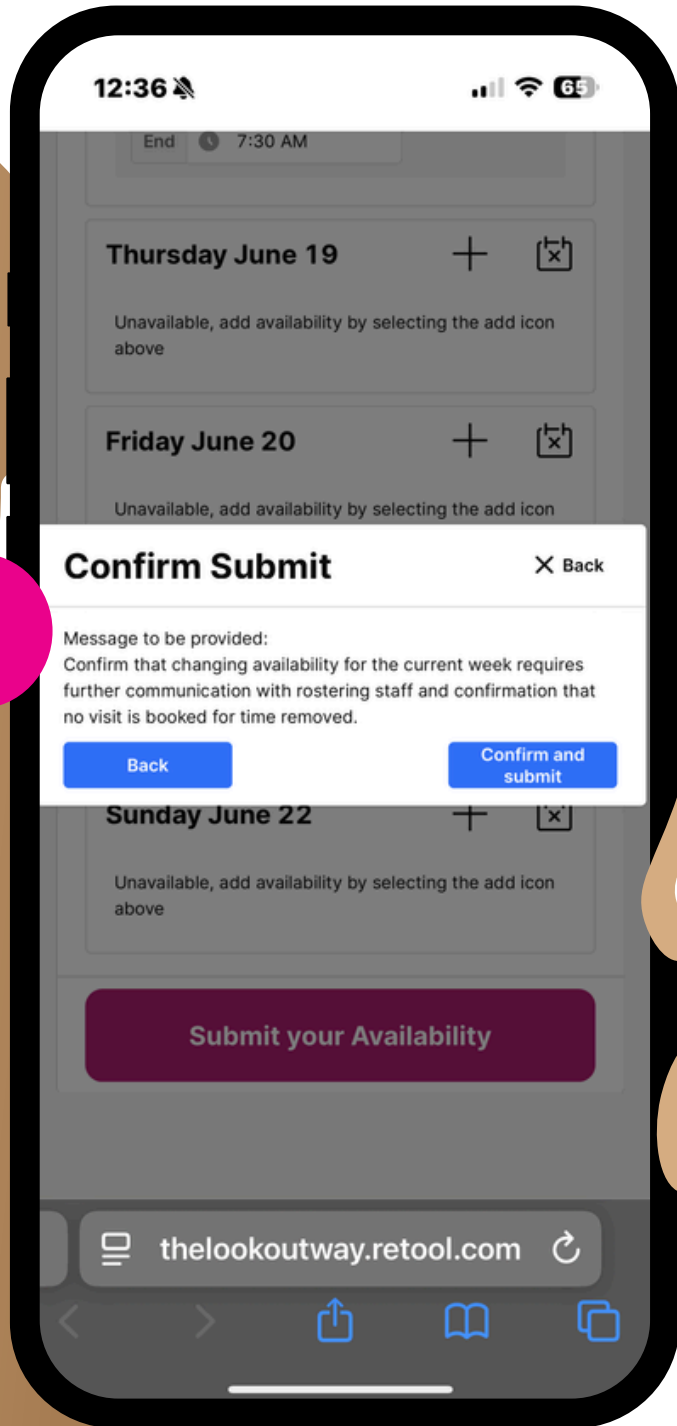 12:36
65
End 7:30 AM
Thursday June 19
Unavailable, add availability by selecting the add icon
above
Friday June 20
Unavailable, add availability by selecting the add icon
Confirm Submit
Back
Message to be provided:
Confirm that changing availability for the current week requires
further communication with rostering staff and confirmation that
no visit is booked for time removed.
Back
Confirm and
submit
Sunday June 22
Unavailable, add availability by selecting the add icon
above
Submit your Availability
thelookoutway.retool.com